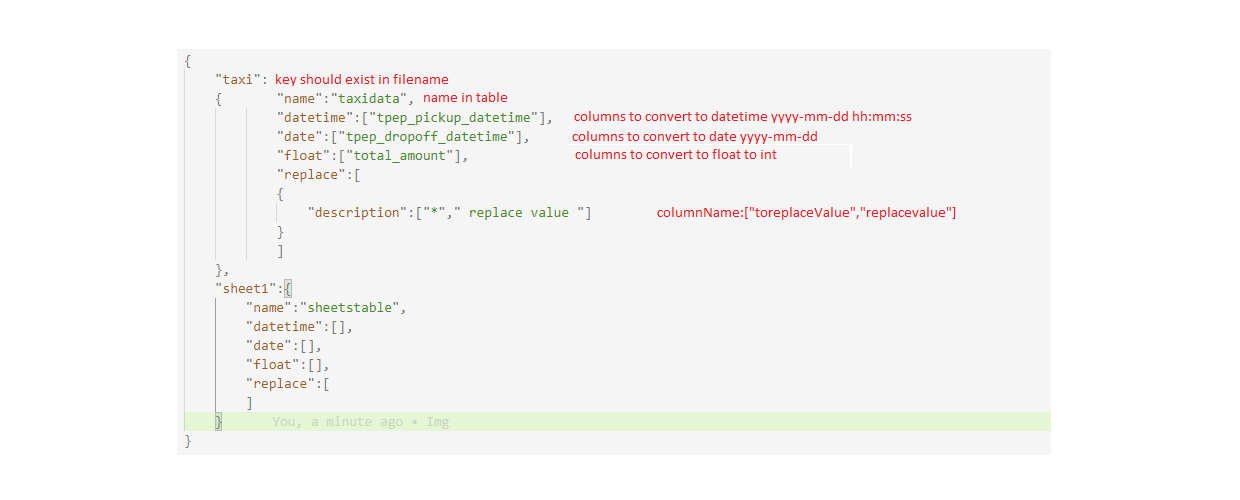 {
"taxi": key should exist in filename
{ "name":"taxidata", name in table
"datetime":["tpep_pickup_datetime"], columns to convert to datetime yyyy-mm-dd hh:mm:ss
"date":["tpep_dropoff_datetime"], columns to convert to date yyyy-mm-dd
"float":["total_amount"], columns to convert to float to int
"replace":[
{
"description":["*"," replace value "] columnName:["toreplaceValue","replacevalue"]
}
]
},
"sheet1":{
"name":"sheetstable",
"datetime":[],
"date":[],
"float":[],
"replace":[
]
} You, a minute ago • Img
}